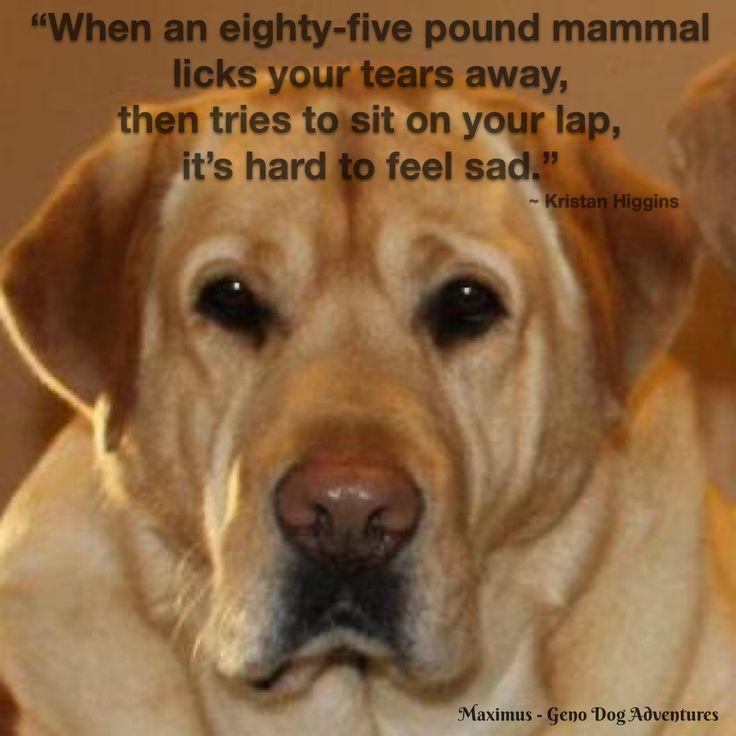 “When an eighty-five pound mammal
licks your tears away,
then tries to sit on your lap,
it’s hard to feel sad.”
~ Kristan Higgins
Maximus - Geno Dog Adventures